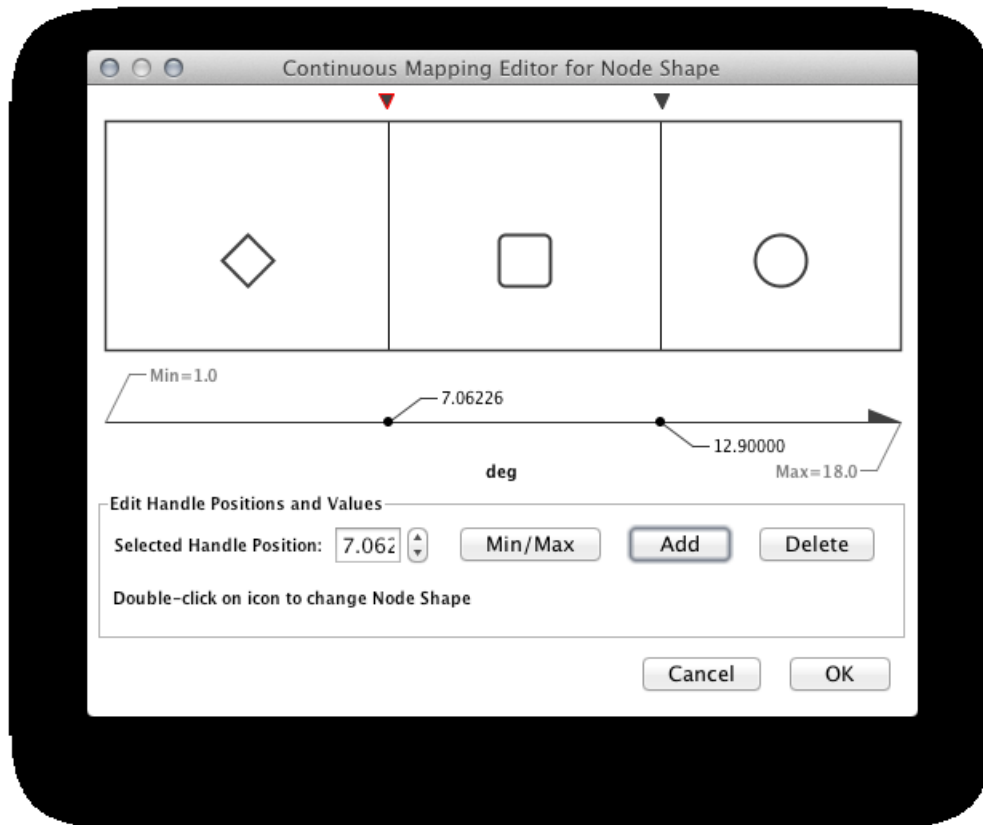 Continuous Mapping Editor for Node Shape
Min=1.0
7.06226
12.90000
deg
Max=18.0
Edit Handle Positions and Values
Selected Handle Position: 7.062 Min/Max Add Delete
Double-click on icon to change Node Shape
Cancel OK